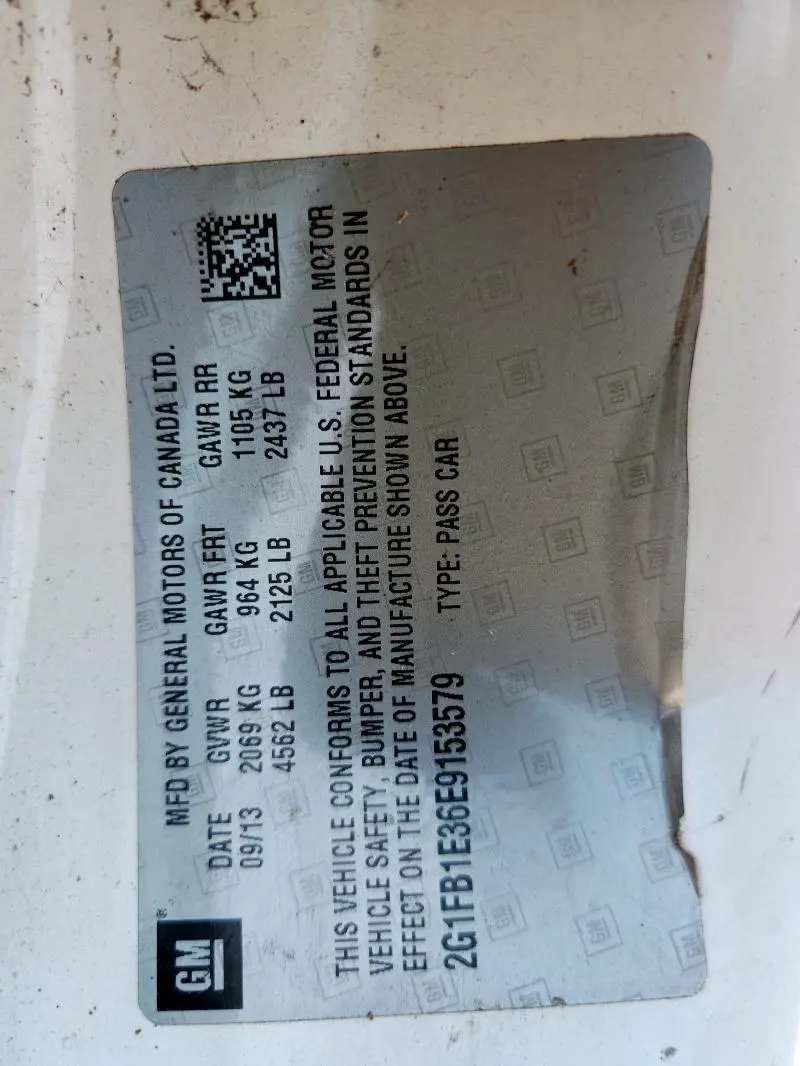 GM®
MFD BY GENERAL MOTORS OF CANADA LTD.
DATE GVWR GAWR FRT GAWR RR
09/13 2069 KG 964 KG 1105 KG
4562 LB 2125 LB 2437 LB
THIS VEHICLE CONFORMS TO ALL APPLICABLE U.S. FEDERAL MOTOR
VEHICLE SAFETY, BUMPER, AND THEFT PREVENTION STANDARDS IN
EFFECT ON THE DATE OF MANUFACTURE SHOWN ABOVE.
2G1FB1E36E9153579 TYPE: PASS CAR